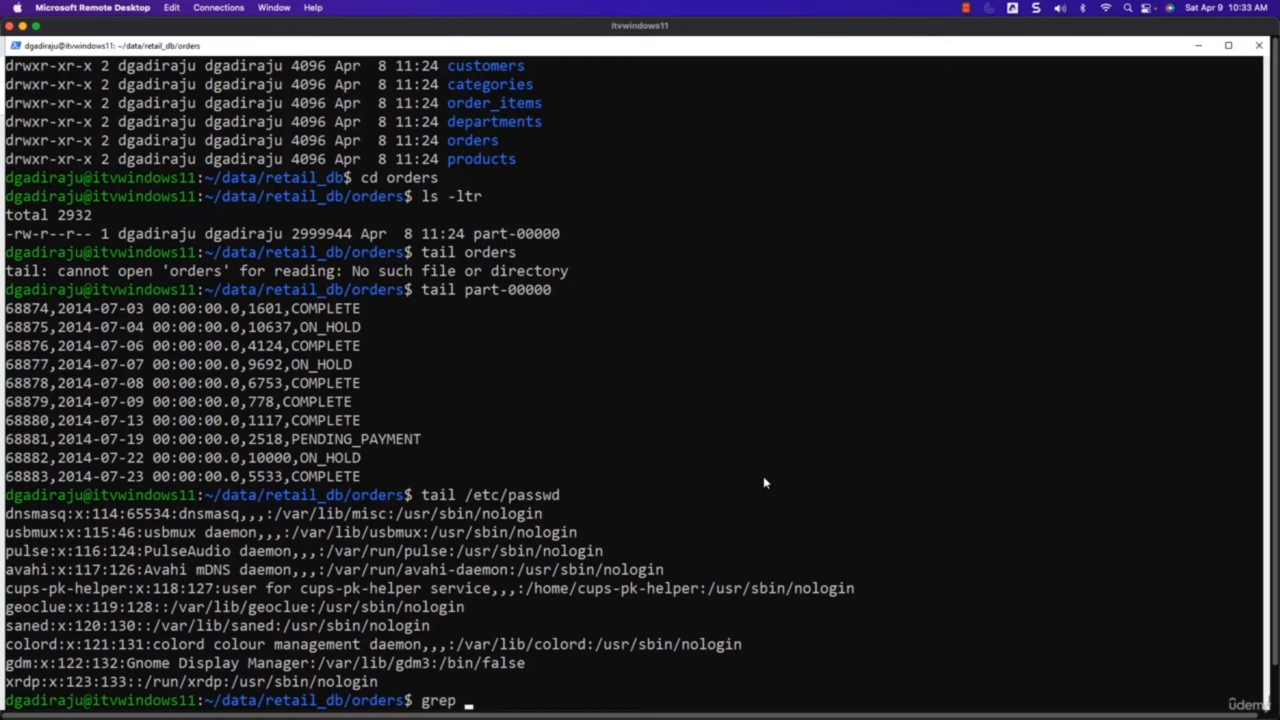 Microsoft Remote Desktop Edit Connections Window Help Sat Apr 9 10:33 AM
itvwindows11
dgadiraju@itvwindows11: ~/data/retail_db/orders
drwxr-xr-x 2 dgadiraju dgadiraju 4096 Apr  8 11:24 customers
drwxr-xr-x 2 dgadiraju dgadiraju 4096 Apr  8 11:24 categories
drwxr-xr-x 2 dgadiraju dgadiraju 4096 Apr  8 11:24 order_items
drwxr-xr-x 2 dgadiraju dgadiraju 4096 Apr  8 11:24 departments
drwxr-xr-x 2 dgadiraju dgadiraju 4096 Apr  8 11:24 orders
drwxr-xr-x 2 dgadiraju dgadiraju 4096 Apr  8 11:24 products
dgadiraju@itvwindows11:~/data/retail_db$ cd orders
dgadiraju@itvwindows11:~/data/retail_db/orders$ ls -ltr
total 2932
-rw-r--r-- 1 dgadiraju dgadiraju 2999944 Apr  8 11:24 part-00000
dgadiraju@itvwindows11:~/data/retail_db/orders$ tail orders
tail: cannot open 'orders' for reading: No such file or directory
dgadiraju@itvwindows11:~/data/retail_db/orders$ tail part-00000
68874,2014-07-03 00:00:00.0,1601,COMPLETE
68875,2014-07-04 00:00:00.0,10637,ON_HOLD
68876,2014-07-06 00:00:00.0,4124,COMPLETE
68877,2014-07-07 00:00:00.0,9692,ON_HOLD
68878,2014-07-08 00:00:00.0,6753,COMPLETE
68879,2014-07-09 00:00:00.0,778,COMPLETE
68880,2014-07-13 00:00:00.0,1117,COMPLETE
68881,2014-07-19 00:00:00.0,2518,PENDING_PAYMENT
68882,2014-07-22 00:00:00.0,10000,ON_HOLD
68883,2014-07-23 00:00:00.0,5533,COMPLETE
dgadiraju@itvwindows11:~/data/retail_db/orders$ tail /etc/passwd
dnsmasq:x:114:65534:dnsmasq,,,:/var/lib/misc:/usr/sbin/nologin
usbmux:x:115:46:usbmux daemon,,,:/var/lib/usbmux:/usr/sbin/nologin
pulse:x:116:124:PulseAudio daemon,,,:/var/run/pulse:/usr/sbin/nologin
avahi:x:117:126:Avahi mDNS daemon,,,:/var/run/avahi-daemon:/usr/sbin/nologin
cups-pk-helper:x:118:127:user for cups-pk-helper service,,,:/home/cups-pk-helper:/usr/sbin/nologin
geoclue:x:119:128::/var/lib/geoclue:/usr/sbin/nologin
saned:x:120:130::/var/lib/saned:/usr/sbin/nologin
colord:x:121:131:colord colour management daemon,,,:/var/lib/colord:/usr/sbin/nologin
gdm:x:122:132:Gnome Display Manager:/var/lib/gdm3:/bin/false
xrdp:x:123:133::/run/xrdp:/usr/sbin/nologin
dgadiraju@itvwindows11:~/data/retail_db/orders$ grep _
ûdemy